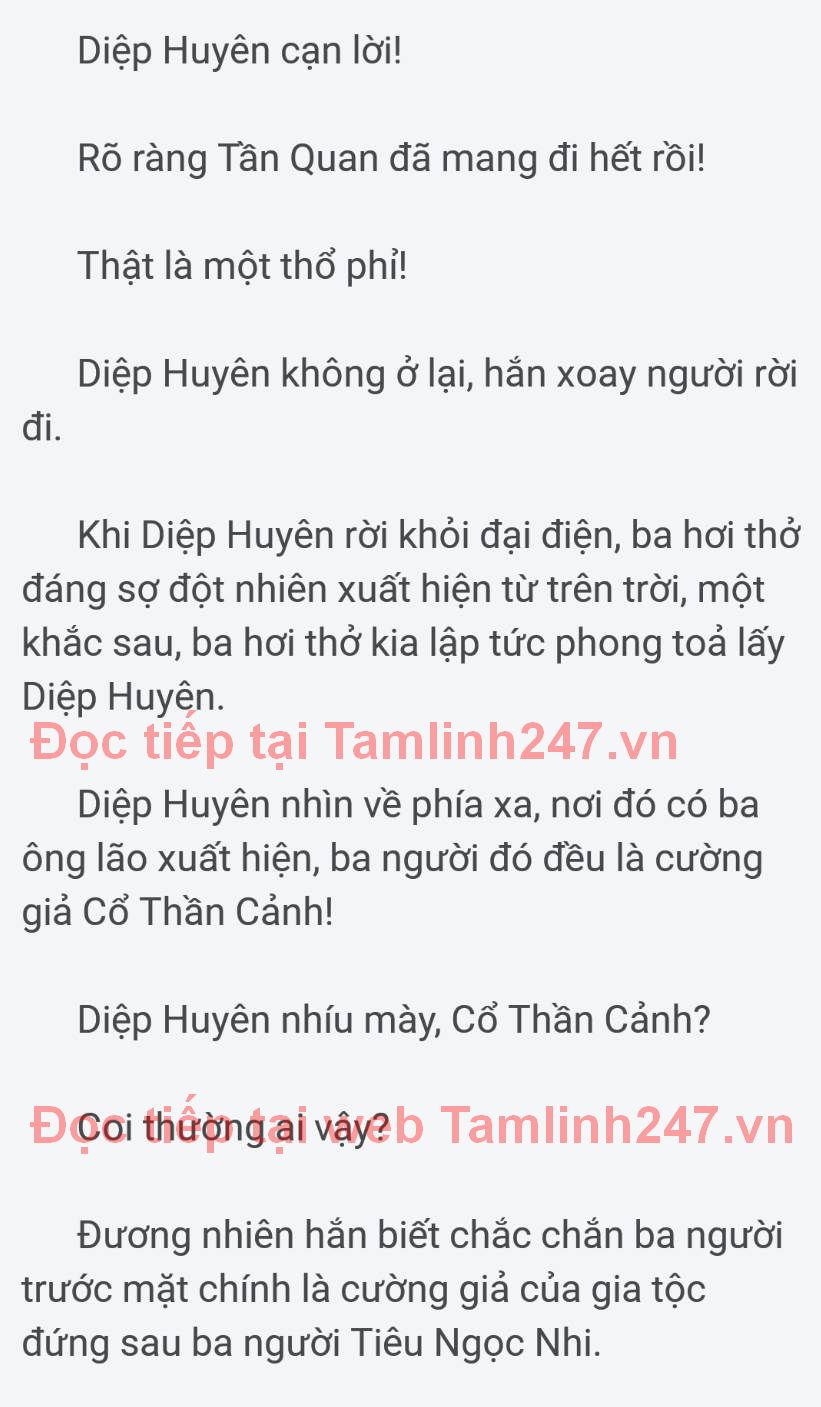 Diệp Huyên cạn lời!
Rõ ràng Tần Quan đã mang đi hết rồi!
Thật là một thổ phỉ!
Diệp Huyên không ở lại, hắn xoay người rời
đi.
Khi Diệp Huyên rời khỏi đại điện, ba hơi thở
đáng sợ đột nhiên xuất hiện từ trên trời, một
khắc sau, ba hơi thở kia lập tức phong toả lấy
Diệp Huyên.
Đọc tiếp tại Tamlinh247.vn
Diệp Huyên nhìn về phía xa, nơi đó có ba
ông lão xuất hiện, ba người đó đều là cường
giả Cổ Thần Cảnh!
Diệp Huyên nhíu mày, Cổ Thần Cảnh?
Coi thường ai vậy?
Đọc tiếp tại web Tamlinh247.vn
Đương nhiên hắn biết chắc chắn ba người
trước mặt chính là cường giả của gia tộc
đứng sau ba người Tiêu Ngọc Nhi.